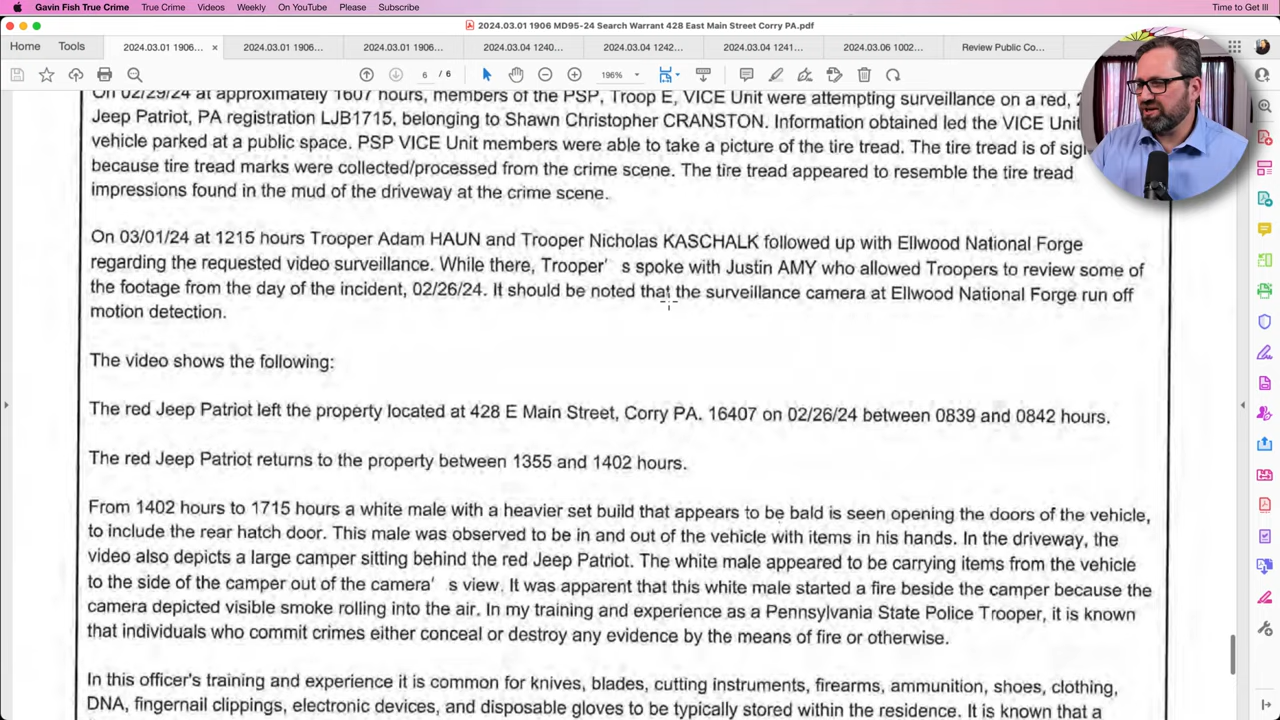 Gavin Fish True Crime True Crime Videos Weekly On YouTube Please Subscribe Time to Get Ill
2024.03.01 1906 MD95-24 Search Warrant 428 East Main Street Corry PA.pdf
Home Tools 2024.03.01 1906... × 2024.03.01 1906... 2024.03.01 1906... 2024.03.04 1240... 2024.03.04 1242... 2024.03.04 1241... 2024.03.06 1002... Review Public Co...
6 / 6 196%
On 02/29/24 at approximately 1607 hours, members of the PSP, Troop E, VICE Unit were attempting surveillance on a red,
Jeep Patriot, PA registration LJB1715, belonging to Shawn Christopher CRANSTON. Information obtained led the VICE Unit
vehicle parked at a public space. PSP VICE Unit members were able to take a picture of the tire tread. The tire tread is of
because tire tread marks were collected/processed from the crime scene. The tire tread appeared to resemble the tire tread
impressions found in the mud of the driveway at the crime scene.
On 03/01/24 at 1215 hours Trooper Adam HAUN and Trooper Nicholas KASCHALK followed up with Ellwood National Forge
regarding the requested video surveillance. While there, Trooper' s spoke with Justin AMY who allowed Troopers to review some of
the footage from the day of the incident, 02/26/24. It should be noted that the surveillance camera at Ellwood National Forge run off
motion detection.
The video shows the following:
The red Jeep Patriot left the property located at 428 E Main Street, Corry PA. 16407 on 02/26/24 between 0839 and 0842 hours.
The red Jeep Patriot returns to the property between 1355 and 1402 hours.
From 1402 hours to 1715 hours a white male with a heavier set build that appears to be bald is seen opening the doors of the vehicle,
to include the rear hatch door. This male was observed to be in and out of the vehicle with items in his hands. In the driveway, the
video also depicts a large camper sitting behind the red Jeep Patriot. The white male appeared to be carrying items from the vehicle
to the side of the camper out of the camera' s view. It was apparent that this white male started a fire beside the camper because the
camera depicted visible smoke rolling into the air. In my training and experience as a Pennsylvania State Police Trooper, it is known
that individuals who commit crimes either conceal or destroy any evidence by the means of fire or otherwise.
In this officer's training and experience it is common for knives, blades, cutting instruments, firearms, ammunition, shoes, clothing,
DNA, fingernail clippings, electronic devices, and disposable gloves to be typically stored within the residence. It is known that a